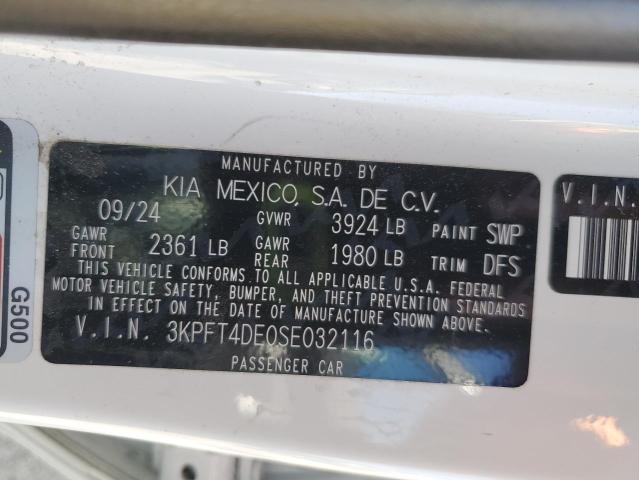 MANUFACTURED BY
KIA MEXICO, S.A. DE C.V.
09/24 GVWR 3924 LB PAINT SWP
GAWR FRONT 2361 LB GAWR REAR 1980 LB TRIM DFS
THIS VEHICLE CONFORMS TO ALL APPLICABLE U.S.A. FEDERAL
MOTOR VEHICLE SAFETY, BUMPER, AND THEFT PREVENTION STANDARDS
IN EFFECT ON THE DATE OF MANUFACTURE SHOWN ABOVE.
V.I.N. 3KPFT4DE0SE032116
PASSENGER CAR
G500
V.I.N.